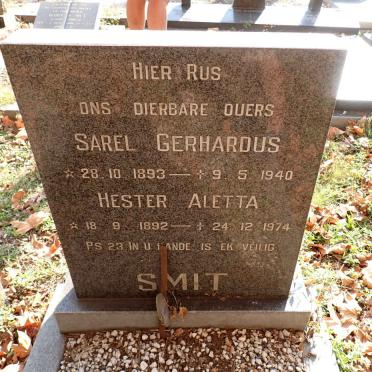 HIER RUS
ONS DIERBARE OUERS
SAREL GERHARDUS
☆ 28.10.1893 — ✝ 9.5.1940
HESTER ALETTA
☆ 18.9.1892 — ✝ 24.12.1974
PS 23 IN U HANDE IS EK VEILIG
SMIT